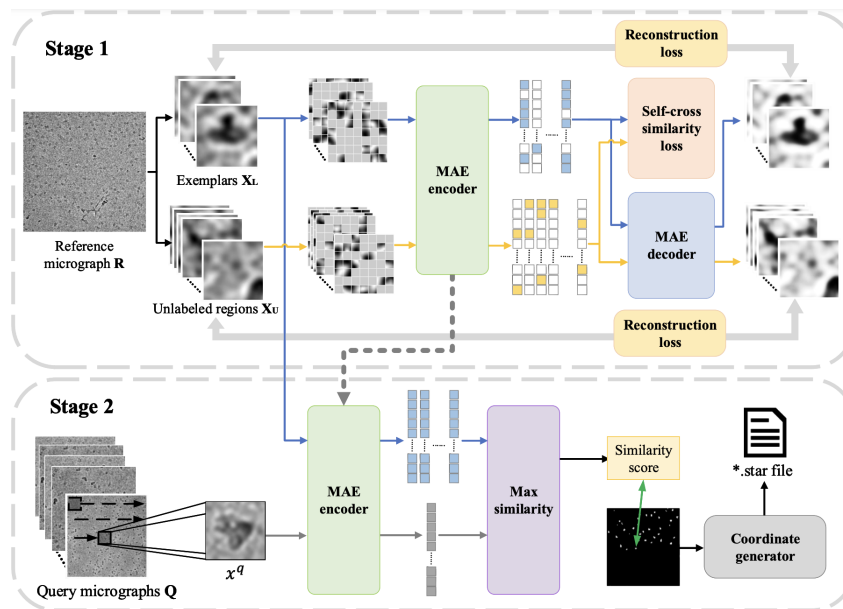 Stage 1
Reconstruction
loss
Exemplars XL
MAE
encoder
Self-cross
similarity
loss
Reference
micrograph R
MAE
decoder
Unlabeled regions XU
Reconstruction
loss
Stage 2
Similarity
score
*.star file
MAE
encoder
Max
similarity
Coordinate
generator
x^q
Query micrographs Q